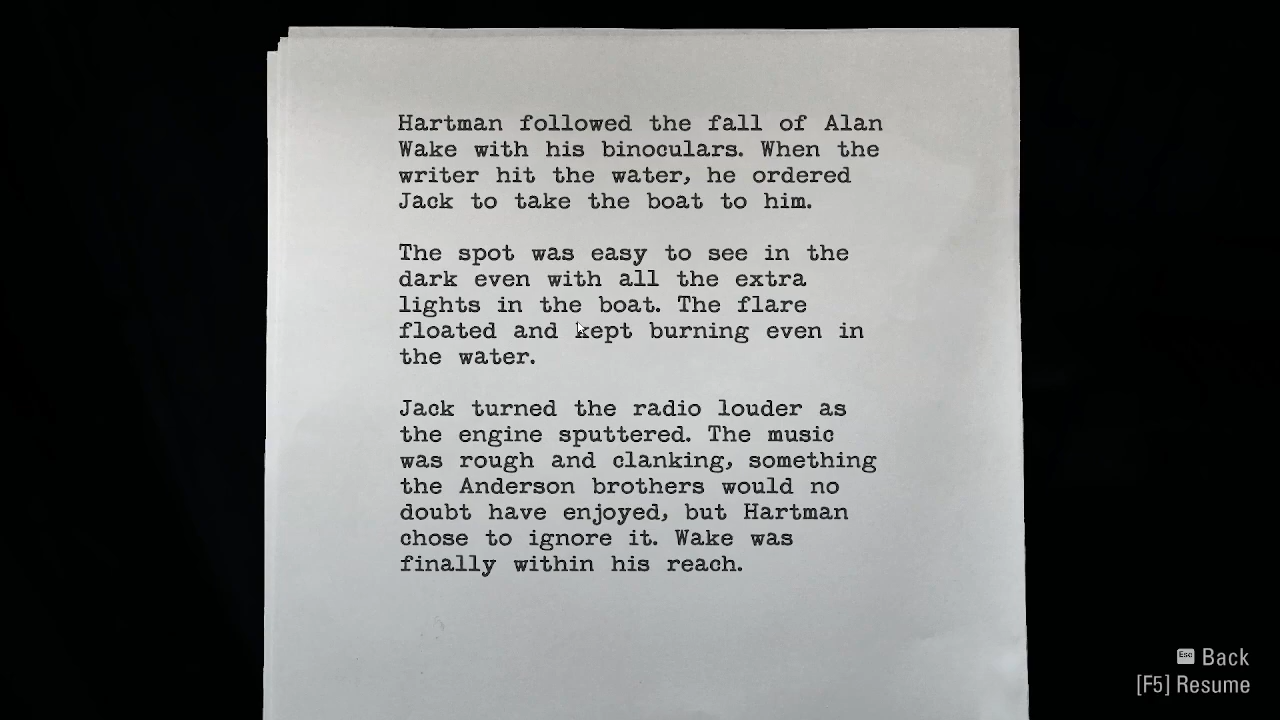 Hartman followed the fall of Alan
Wake with his binoculars. When the
writer hit the water, he ordered
Jack to take the boat to him.
The spot was easy to see in the
dark even with all the extra
lights in the boat. The flare
floated and kept burning even in
the water.
Jack turned the radio louder as
the engine sputtered. The music
was rough and clanking, something
the Anderson brothers would no
doubt have enjoyed, but Hartman
chose to ignore it. Wake was
finally within his reach.
Esc Back
[F5] Resume